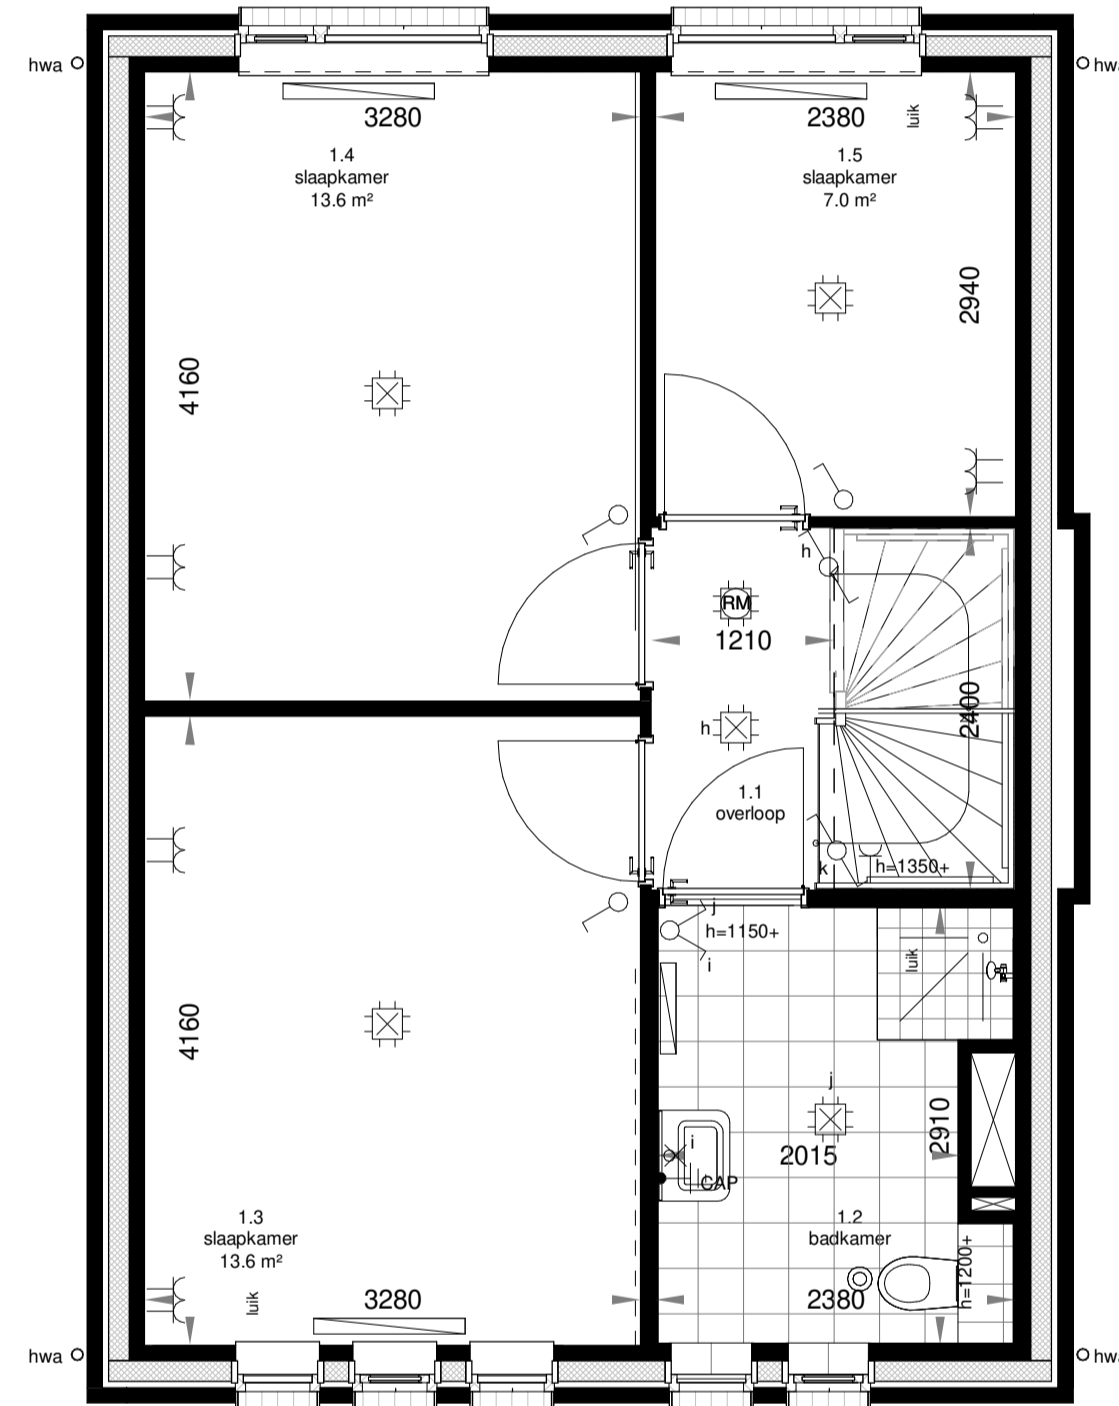 hwa
hwa
3280
2380
luik
1.4
slaapkamer
13.6 m²
1.5
slaapkamer
7.0 m²
2940
4160
h
RM
1210
2400
h
1.1
overloop
k
h=1350+
j
h=1150+
i
luik
4160
j
2910
i
2015
CAP
1.3
slaapkamer
13.6 m²
1.2
badkamer
h=1200+
luik
3280
2380
hwa
hwa